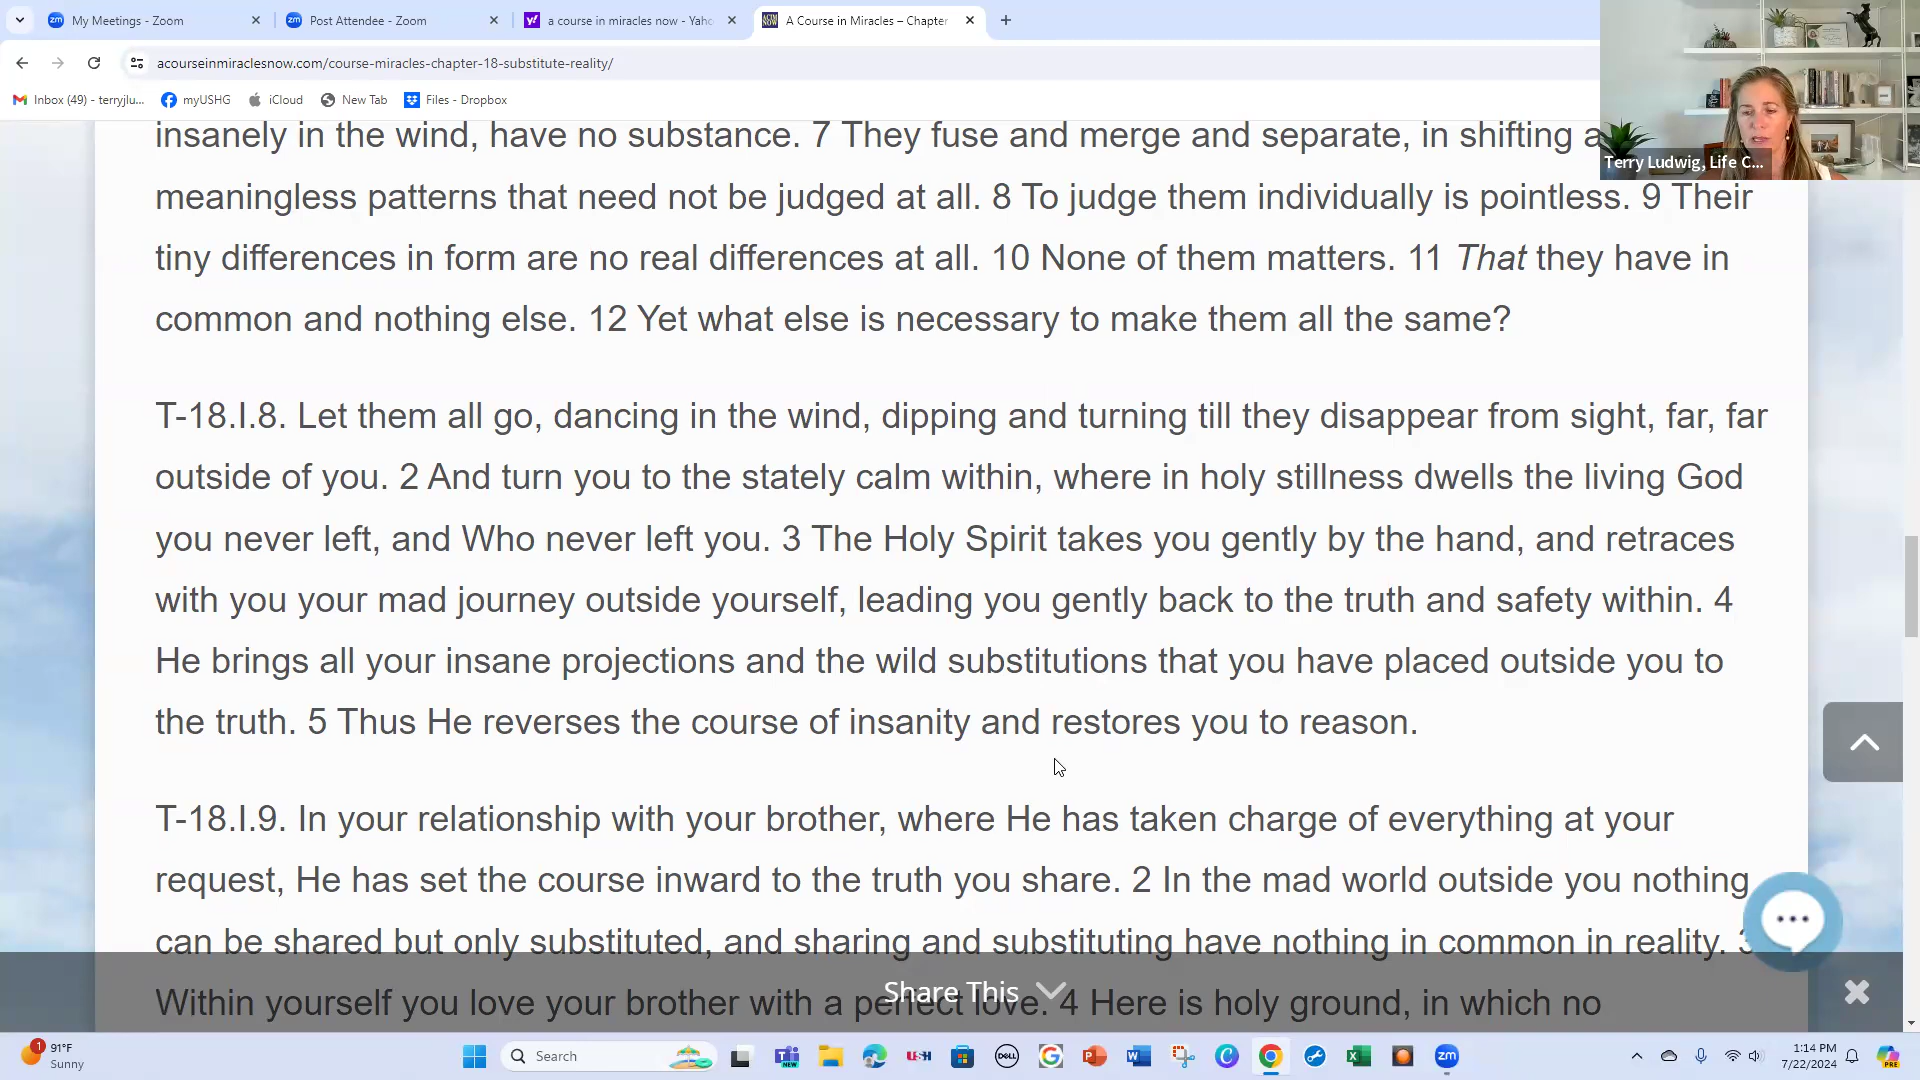 My Meetings - Zoom
Post Attendee - Zoom
a course in miracles now - Yaho
A Course in Miracles – Chapter
acourseinmiraclesnow.com/course-miracles-chapter-18-substitute-reality/
Inbox (49) - terryjlu...
myUSHG
iCloud
New Tab
Files - Dropbox
Terry Ludwig, Life C...
insanely in the wind, have no substance. 7 They fuse and merge and separate, in shifting a
meaningless patterns that need not be judged at all. 8 To judge them individually is pointless. 9 Their
tiny differences in form are no real differences at all. 10 None of them matters. 11 That they have in
common and nothing else. 12 Yet what else is necessary to make them all the same?
T-18.I.8. Let them all go, dancing in the wind, dipping and turning till they disappear from sight, far, far
outside of you. 2 And turn you to the stately calm within, where in holy stillness dwells the living God
you never left, and Who never left you. 3 The Holy Spirit takes you gently by the hand, and retraces
with you your mad journey outside yourself, leading you gently back to the truth and safety within. 4
He brings all your insane projections and the wild substitutions that you have placed outside you to
the truth. 5 Thus He reverses the course of insanity and restores you to reason.
T-18.I.9. In your relationship with your brother, where He has taken charge of everything at your
request, He has set the course inward to the truth you share. 2 In the mad world outside you nothing
can be shared but only substituted, and sharing and substituting have nothing in common in reality. 3
Within yourself you love your brother with a perfect love. 4 Here is holy ground, in which no
Share This
1
91°F
Sunny
Search
NEW
USH
DELL
zm
1:14 PM
7/22/2024
PRE